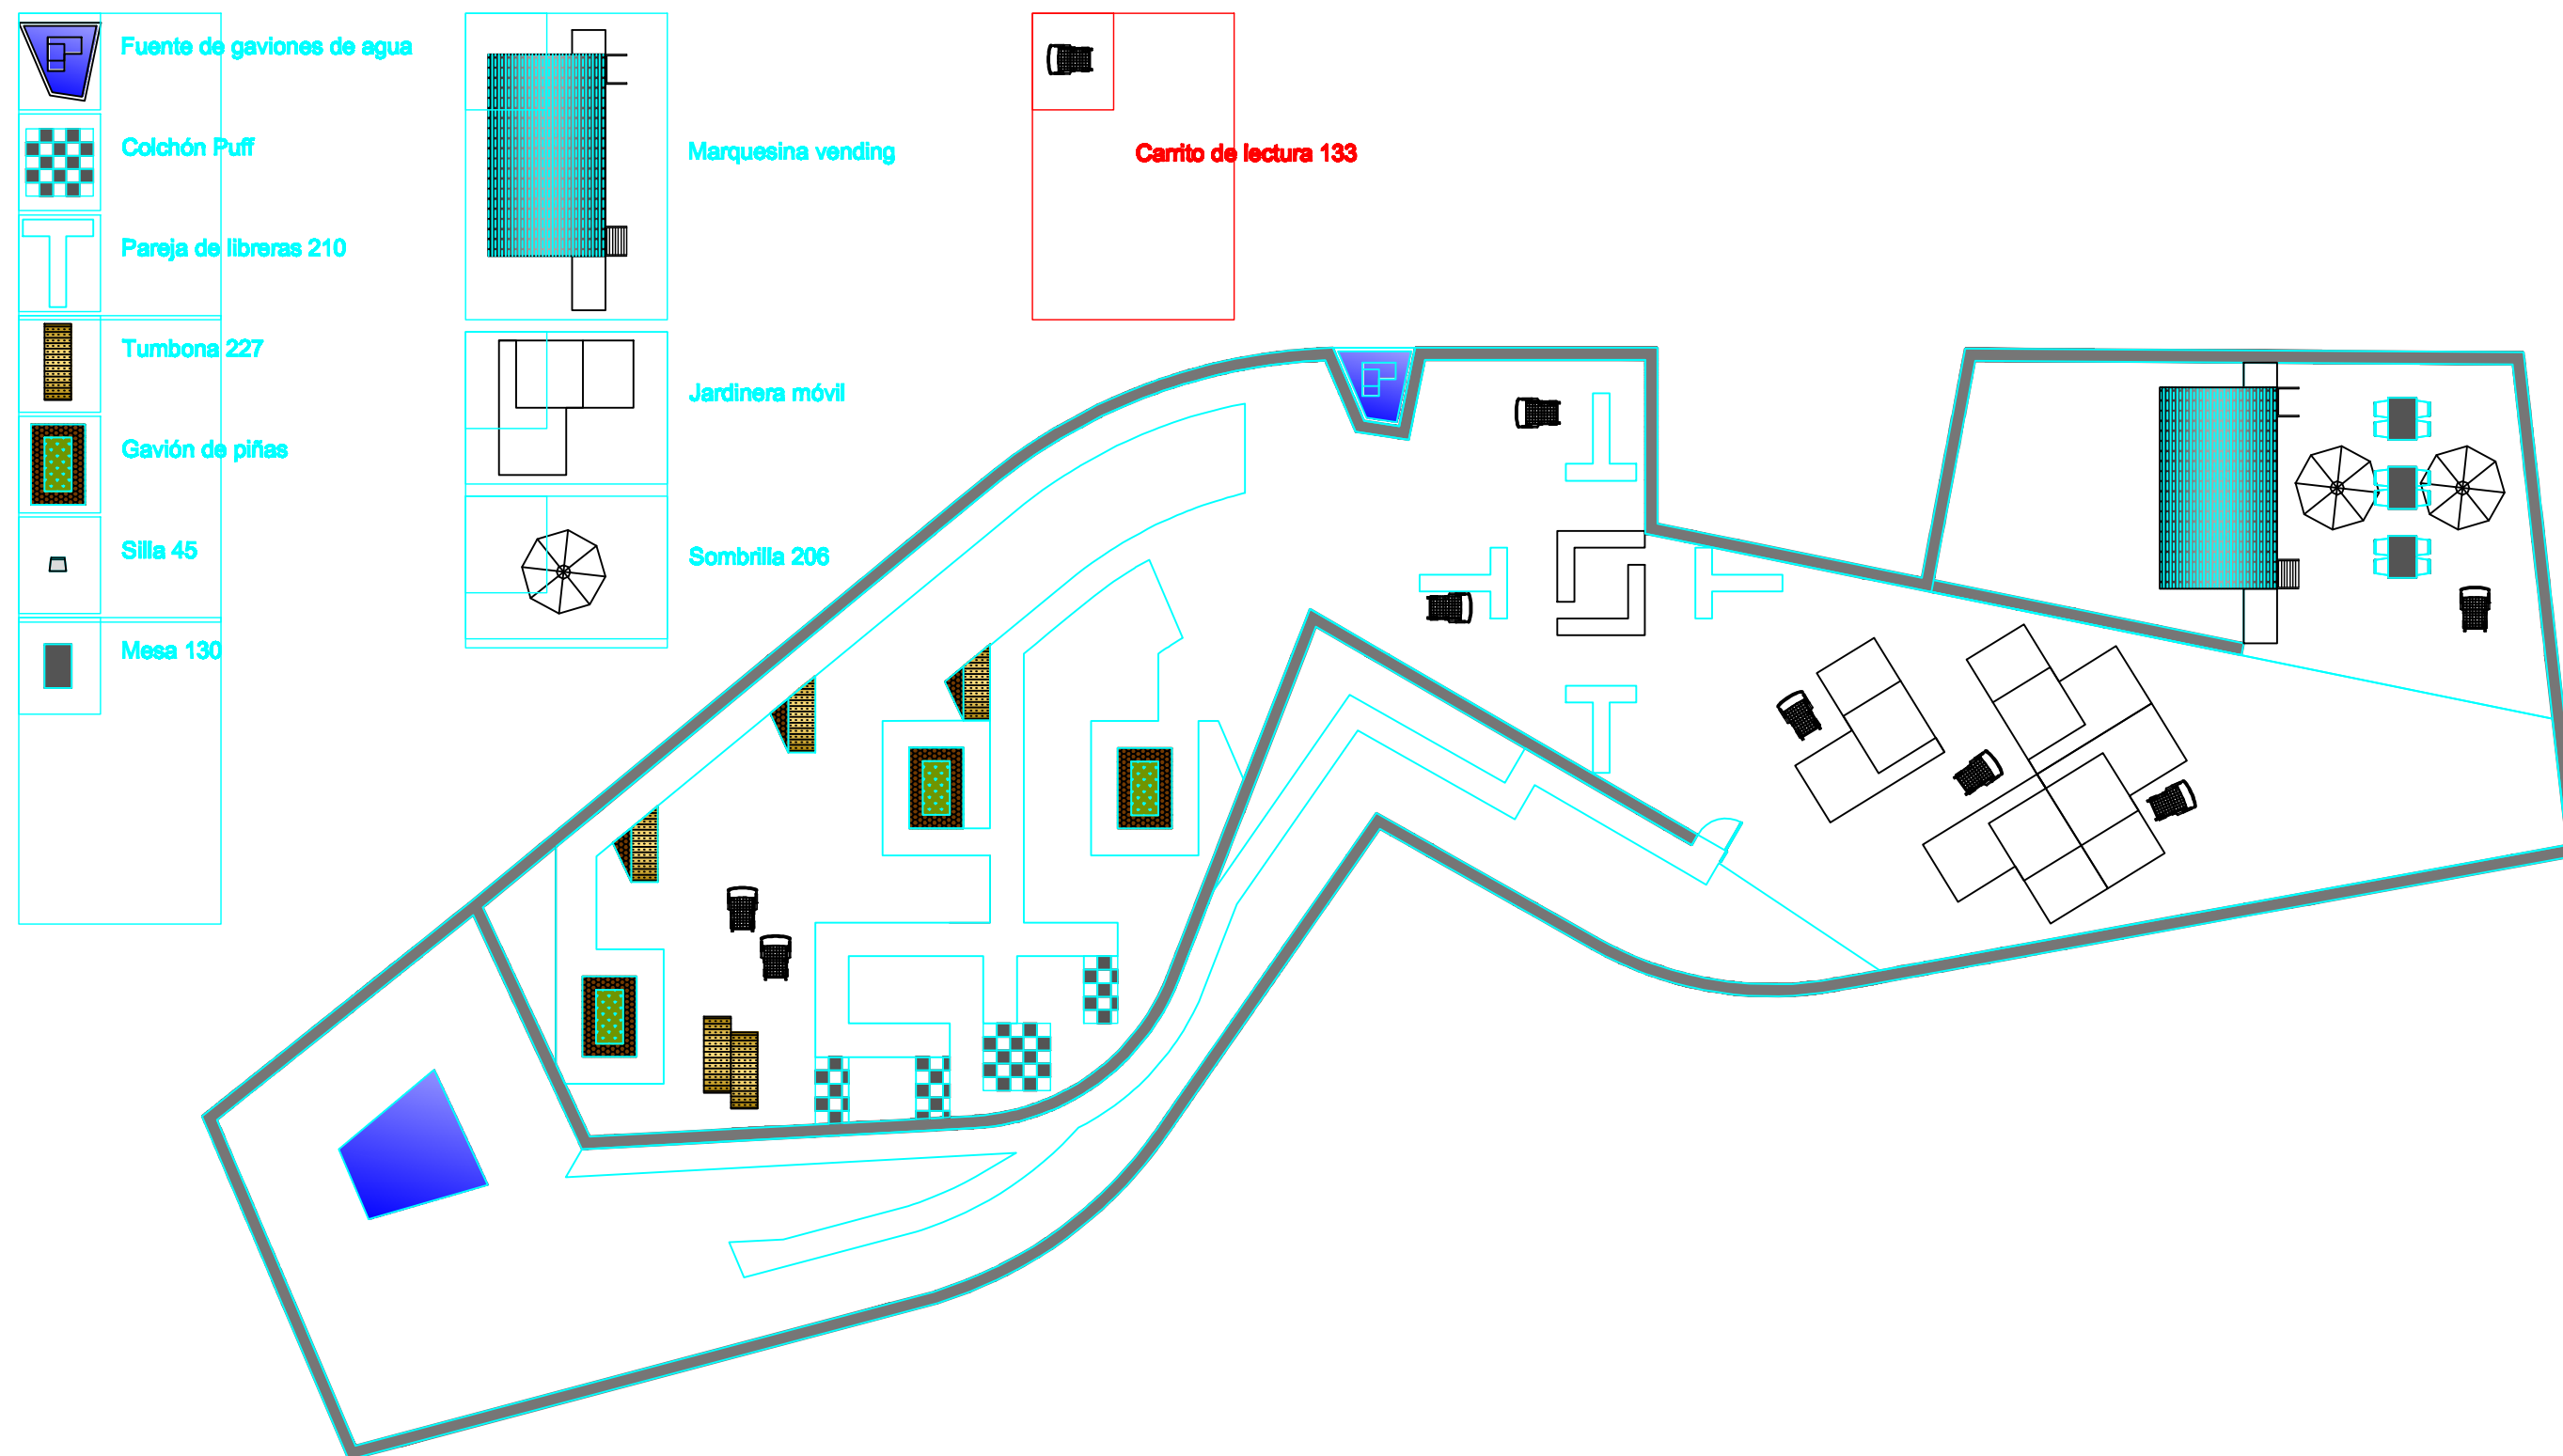 Fuente de gaviones de agua
Colchón Puff
Pareja de libreras 210
Tumbona 227
Gavión de piñas
Silla 45
Mesa 130
Marquesina vending
Jardinera móvil
Sombrilla 206
Carrito de lectura 133